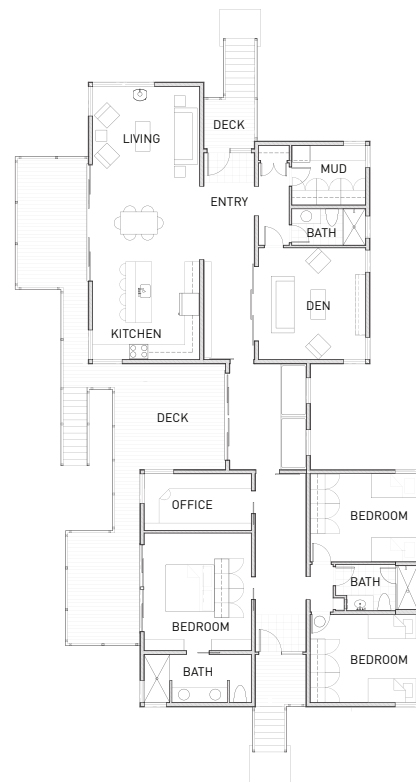 DECK
LIVING
MUD
ENTRY
BATH
DEN
KITCHEN
DECK
OFFICE
BEDROOM
BATH
BEDROOM
BEDROOM
BATH